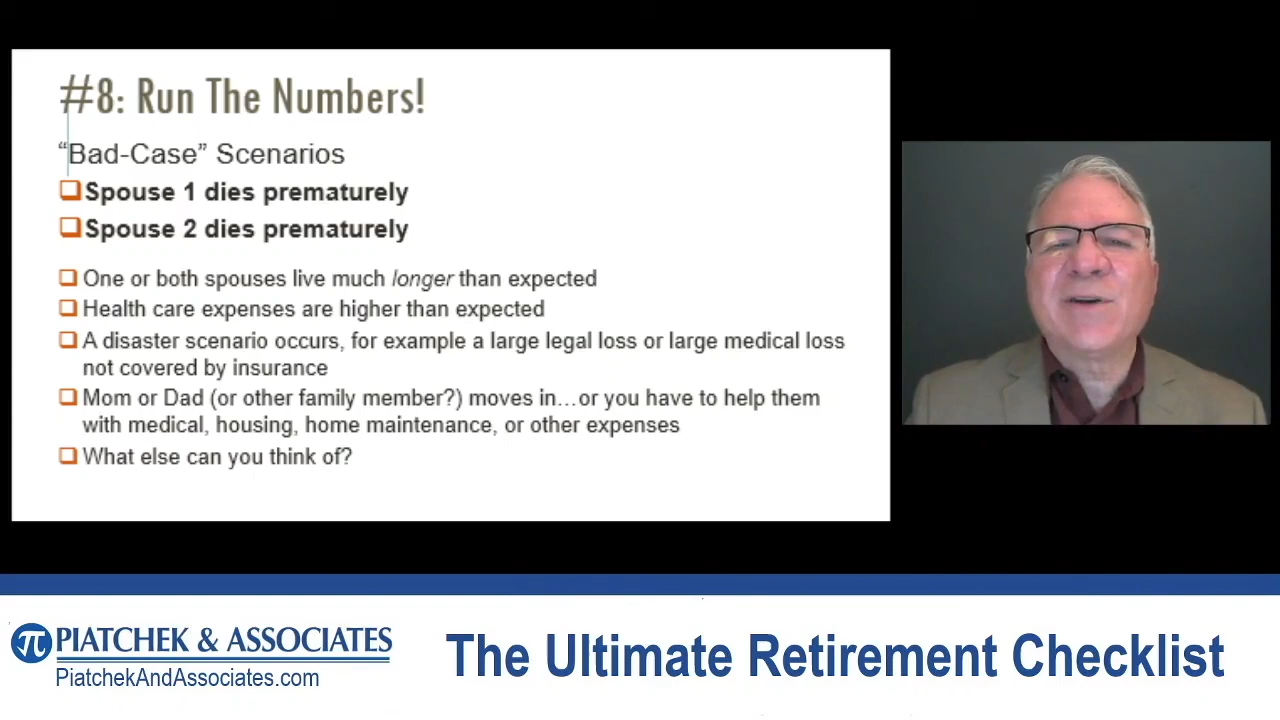 #8: Run The Numbers!
“Bad-Case” Scenarios
Spouse 1 dies prematurely
Spouse 2 dies prematurely
One or both spouses live much longer than expected
Health care expenses are higher than expected
A disaster scenario occurs, for example a large legal loss or large medical loss
not covered by insurance
Mom or Dad (or other family member?) moves in…or you have to help them
with medical, housing, home maintenance, or other expenses
What else can you think of?
π PIATCHEK & ASSOCIATES
PiatchekAndAssociates.com
The Ultimate Retirement Checklist